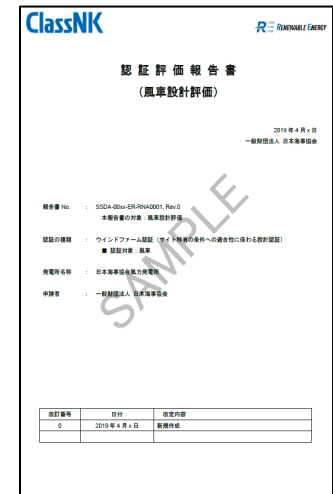 ClassNK
RENEWABLE ENERGY
認 証 評 価 報 告 書
（風車設計評価）
2019 年 4 月 x 日
一般財団法人 日本海事協会
報告書 No. : SSDA-00xx-ER-RNA0001, Rev.0
本報告書の対象：風車設計評価
認証の種類 : ウインドファーム認証（サイト特有の条件への適合性に係わる設計認証）
■ 認証対象：風車
発電所名称 : 日本海事協会風力発電所
申請者 : 一般財団法人 日本海事協会
SAMPLE
改訂番号 日付 改定内容
0 2019 年 4 月 x 日 新規作成